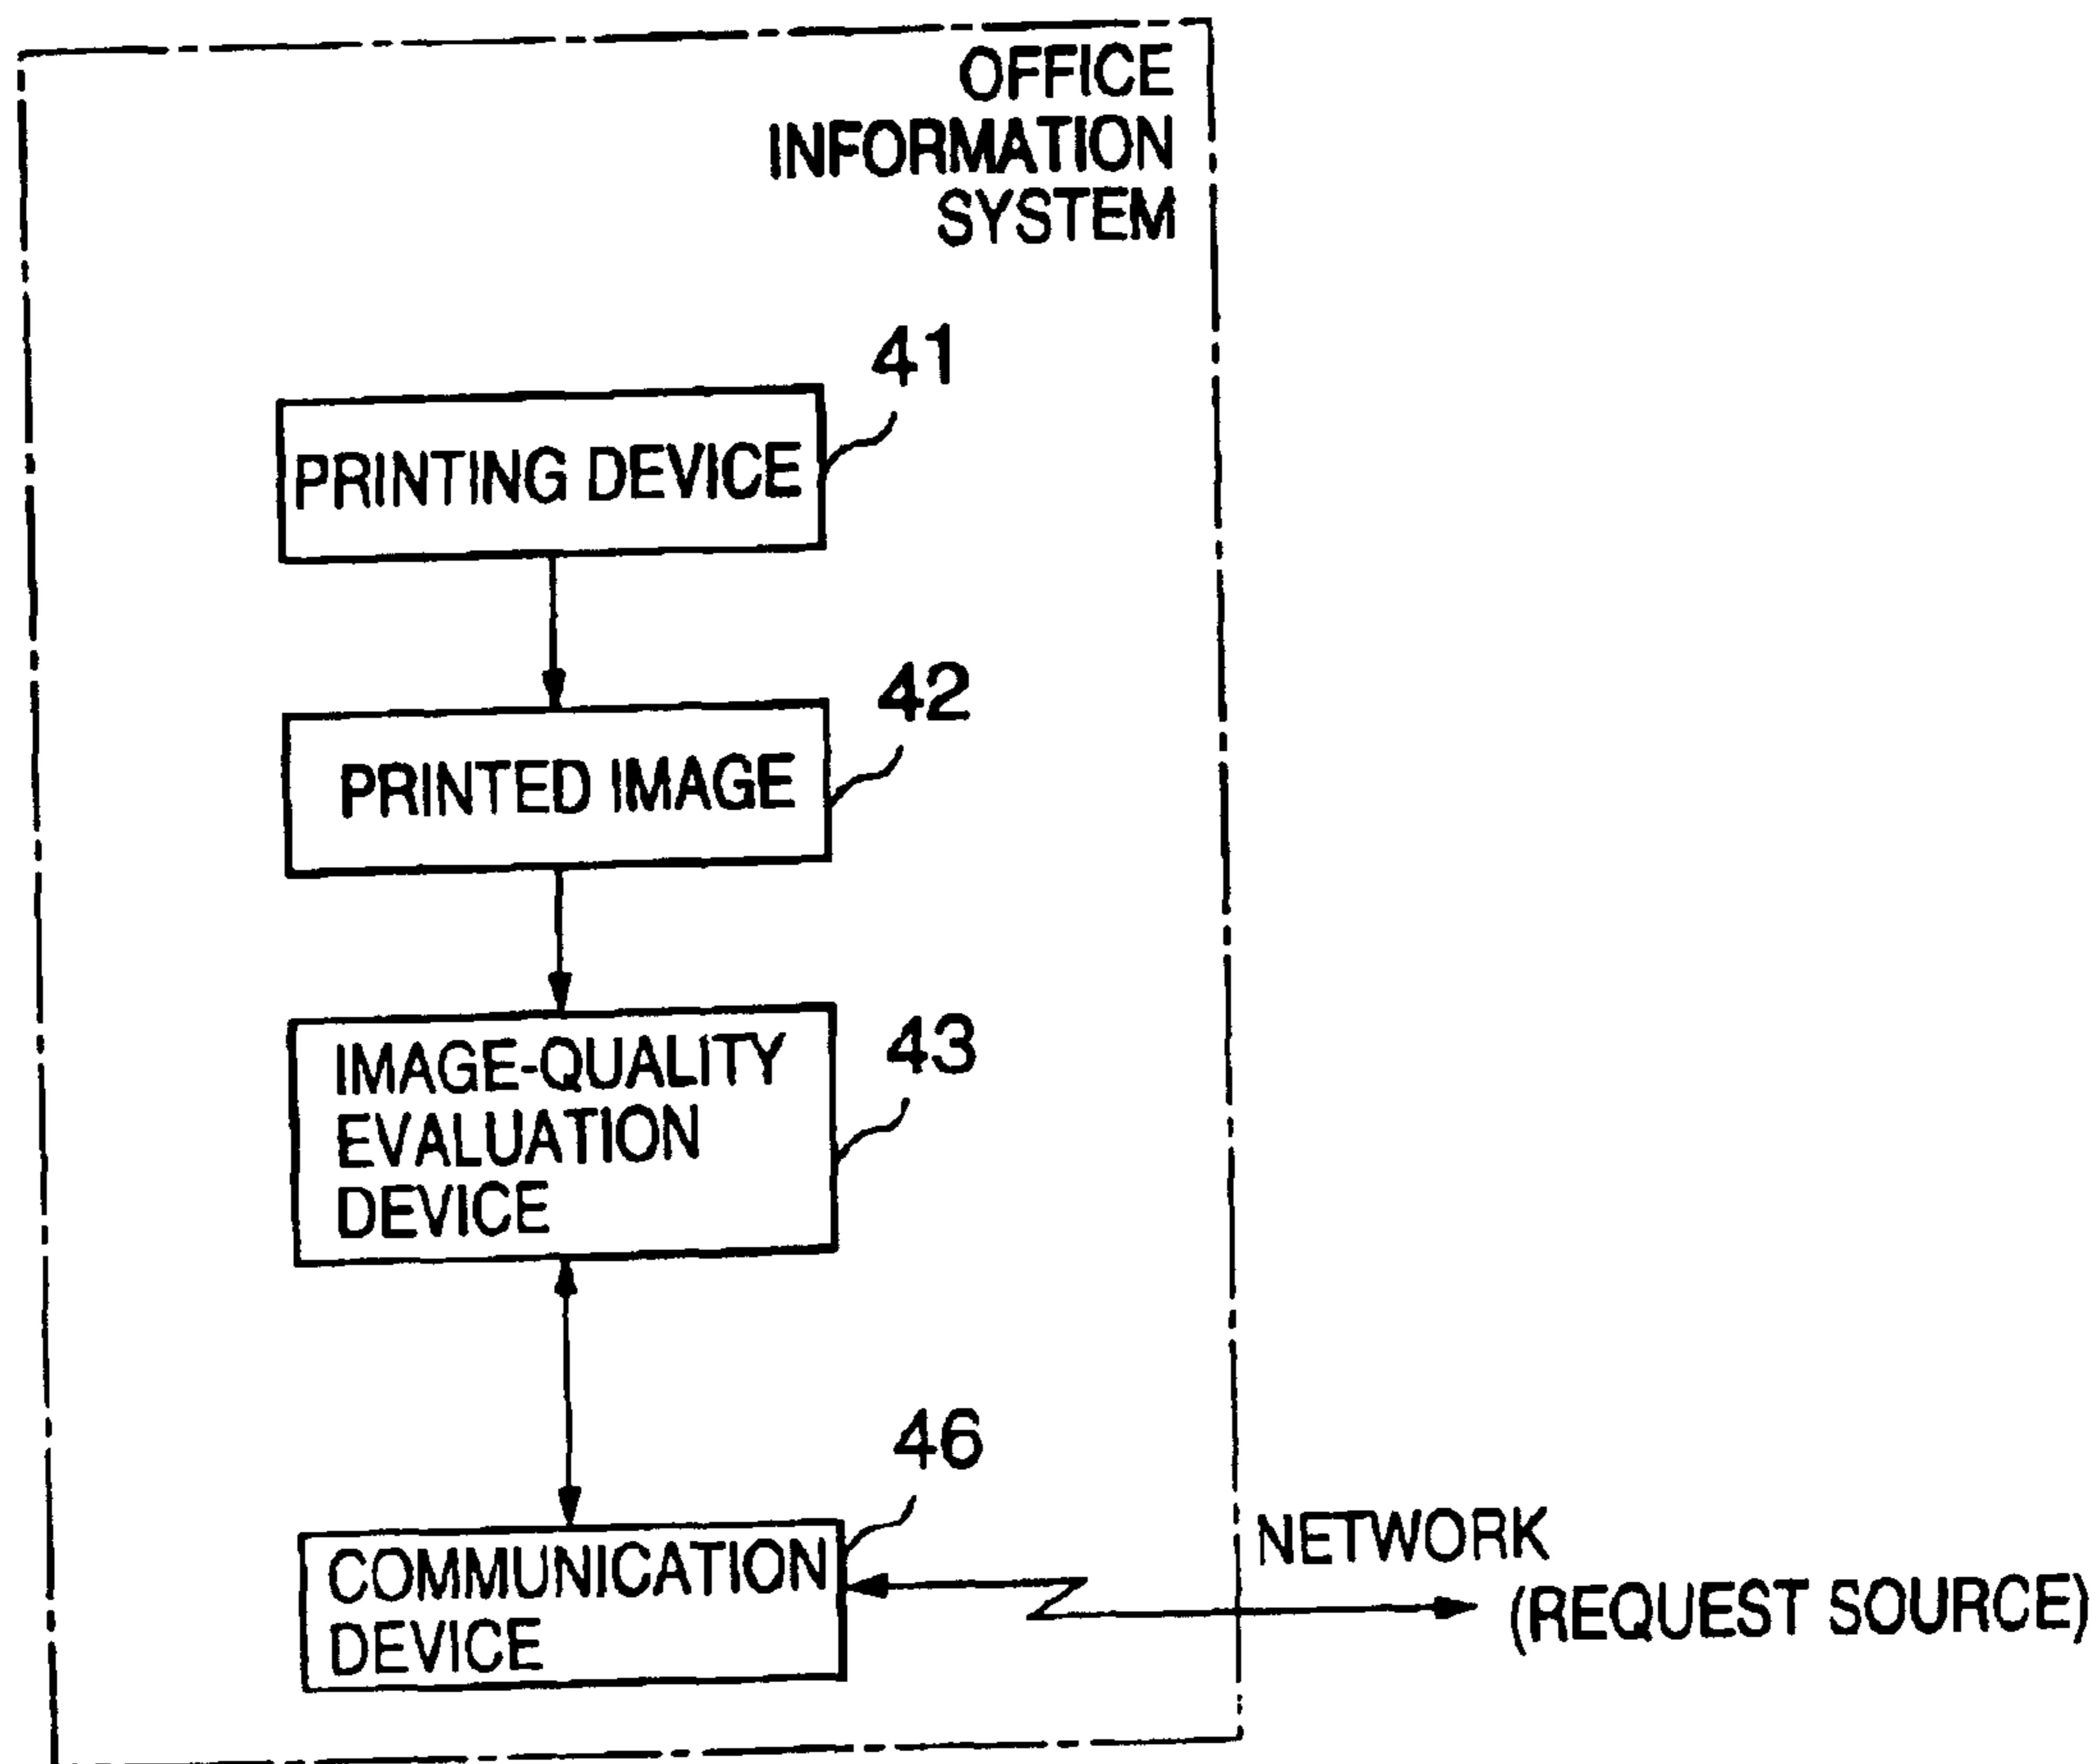 OFFICE
INFORMATION
SYSTEM
41
PRINTING DEVICE
42
PRINTED IMAGE
43
IMAGE-QUALITY
EVALUATION
DEVICE
46
COMMUNICATION
DEVICE
NETWORK
(REQUEST SOURCE)